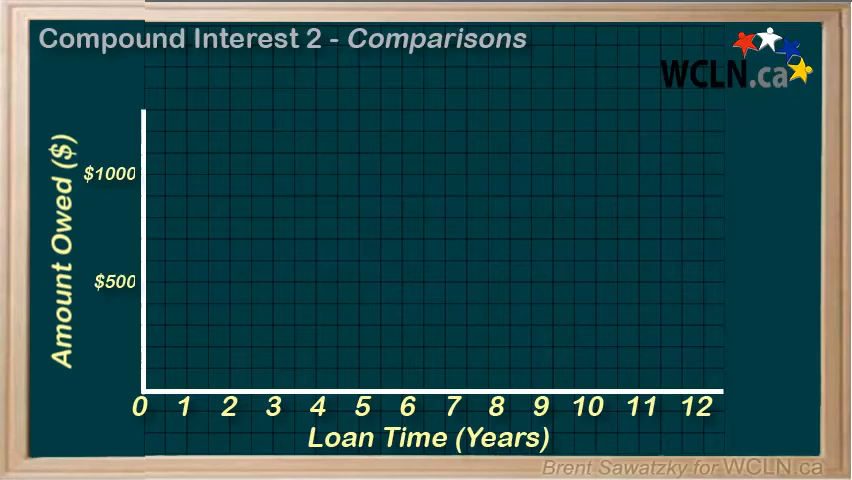 Compound Interest 2 - Comparisons
WCLN.ca
Amount Owed ($)
$1000
$500
0 1 2 3 4 5 6 7 8 9 10 11 12
Loan Time (Years)
Brent Sawatzky for WCLN.ca